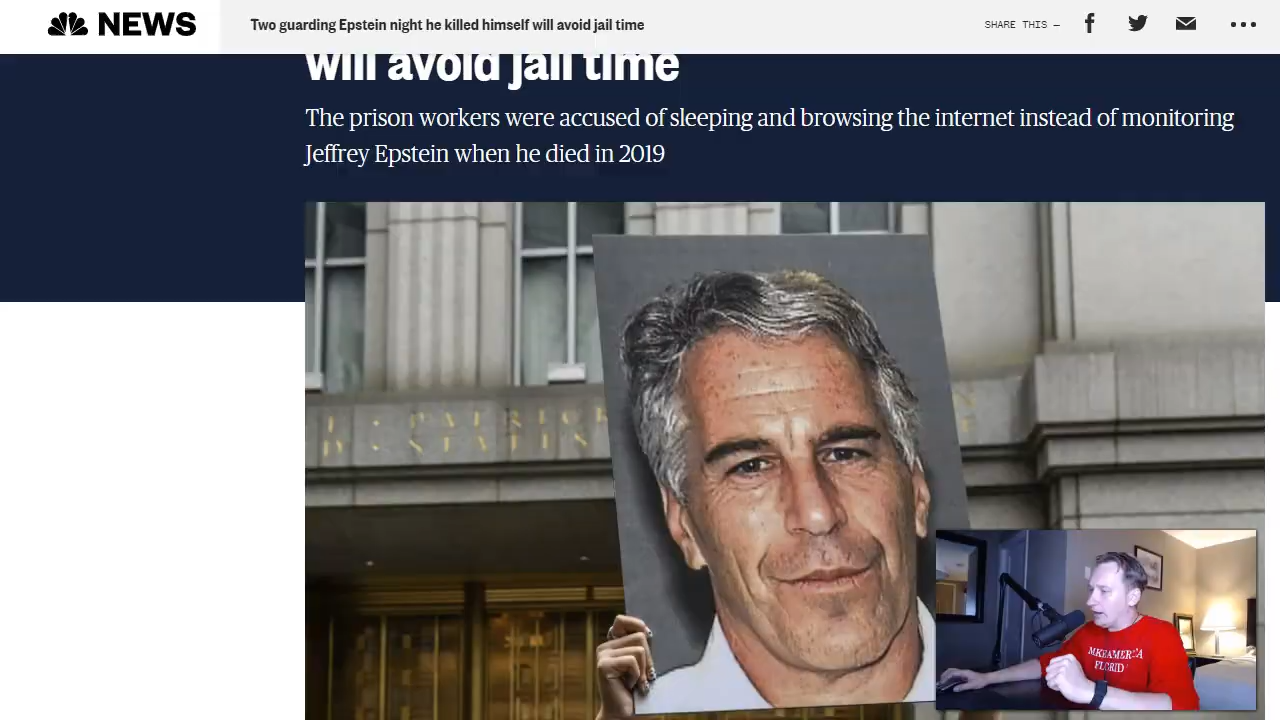 NEWS
Two guarding Epstein night he killed himself will avoid jail time
SHARE THIS —
will avoid jail time
The prison workers were accused of sleeping and browsing the internet instead of monitoring
Jeffrey Epstein when he died in 2019
PATRICK